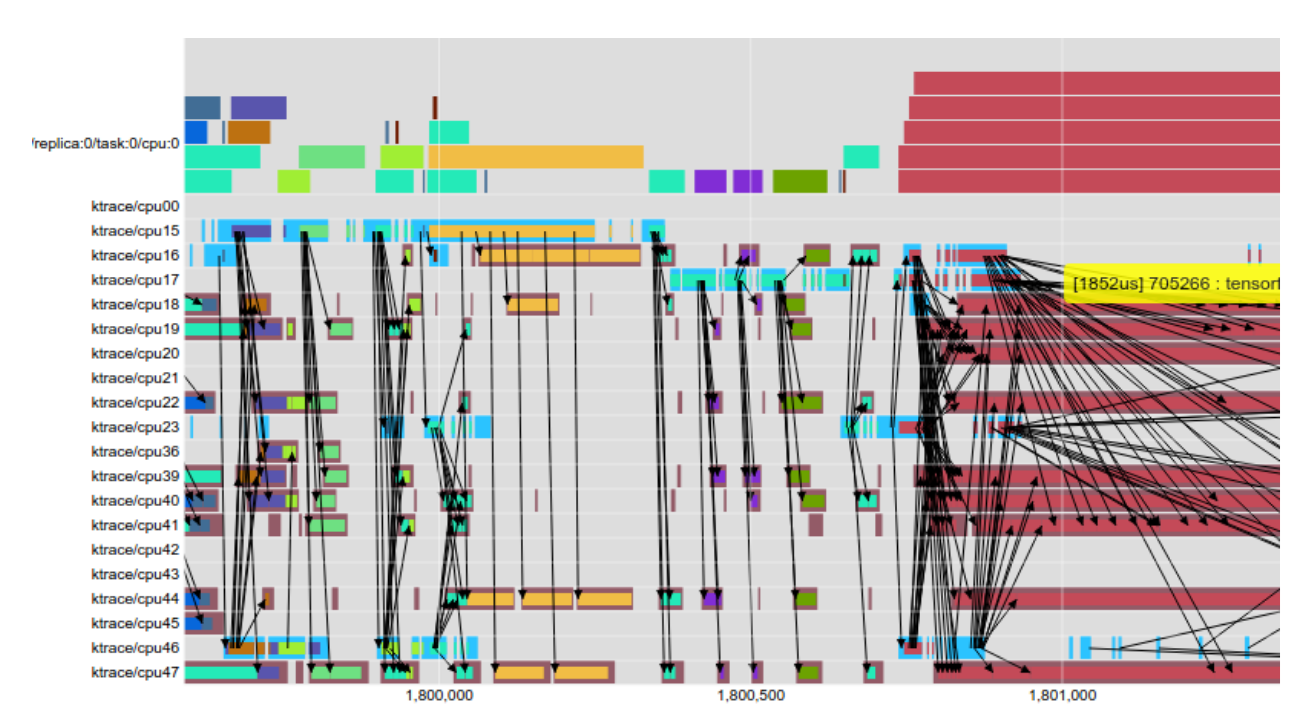 /replica:0/task:0/cpu:0
ktrace/cpu00
ktrace/cpu15
ktrace/cpu16
ktrace/cpu17
[1852us] 705266 : tensorf
ktrace/cpu18
ktrace/cpu19
ktrace/cpu20
ktrace/cpu21
ktrace/cpu22
ktrace/cpu23
ktrace/cpu36
ktrace/cpu39
ktrace/cpu40
ktrace/cpu41
ktrace/cpu42
ktrace/cpu43
ktrace/cpu44
ktrace/cpu45
ktrace/cpu46
ktrace/cpu47
1,800,000 1,800,500 1,801,000